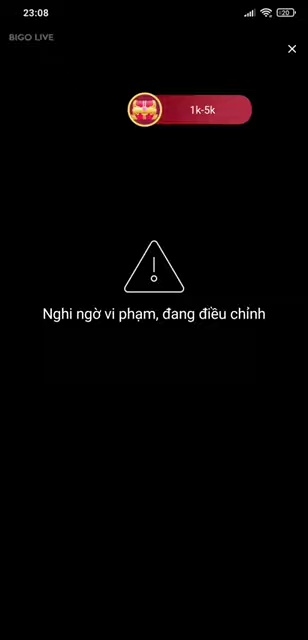 23:08
20
BIGO LIVE
1k-5k
Nghi ngờ vi phạm, đang điều chỉnh